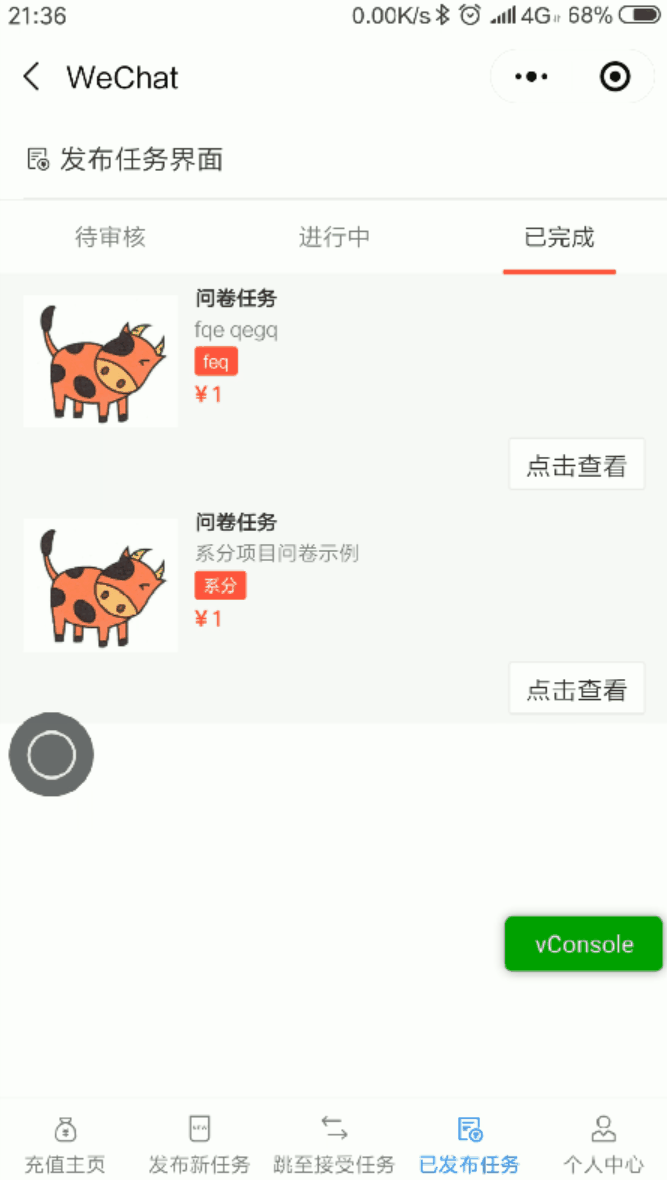 21:36 0.00K/s 4G 68%
WeChat
发布任务界面
待审核 进行中 已完成
问卷任务
fqe qegq
feq
¥1
点击查看
问卷任务
系分项目问卷示例
系分
¥1
点击查看
vConsole
充值主页 发布新任务 跳至接受任务 已发布任务 个人中心